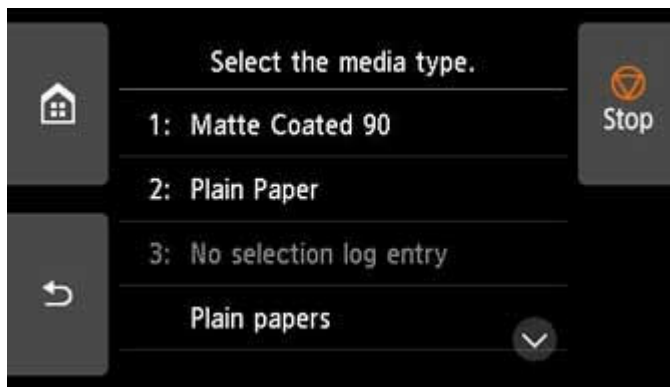 Select the media type.
1: Matte Coated 90
Stop
2: Plain Paper
3: No selection log entry
Plain papers